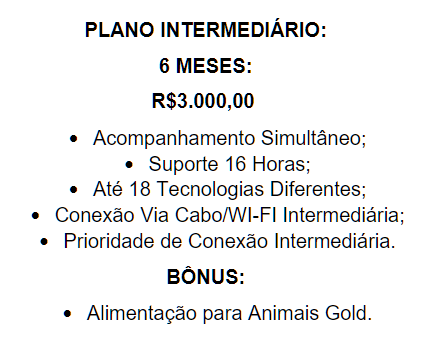 PLANO INTERMEDIÁRIO:
6 MESES:
R$3.000,00
• Acompanhamento Simultâneo;
• Suporte 16 Horas;
• Até 18 Tecnologias Diferentes;
• Conexão Via Cabo/WI-FI Intermediária;
• Prioridade de Conexão Intermediária.
BÔNUS:
• Alimentação para Animais Gold.